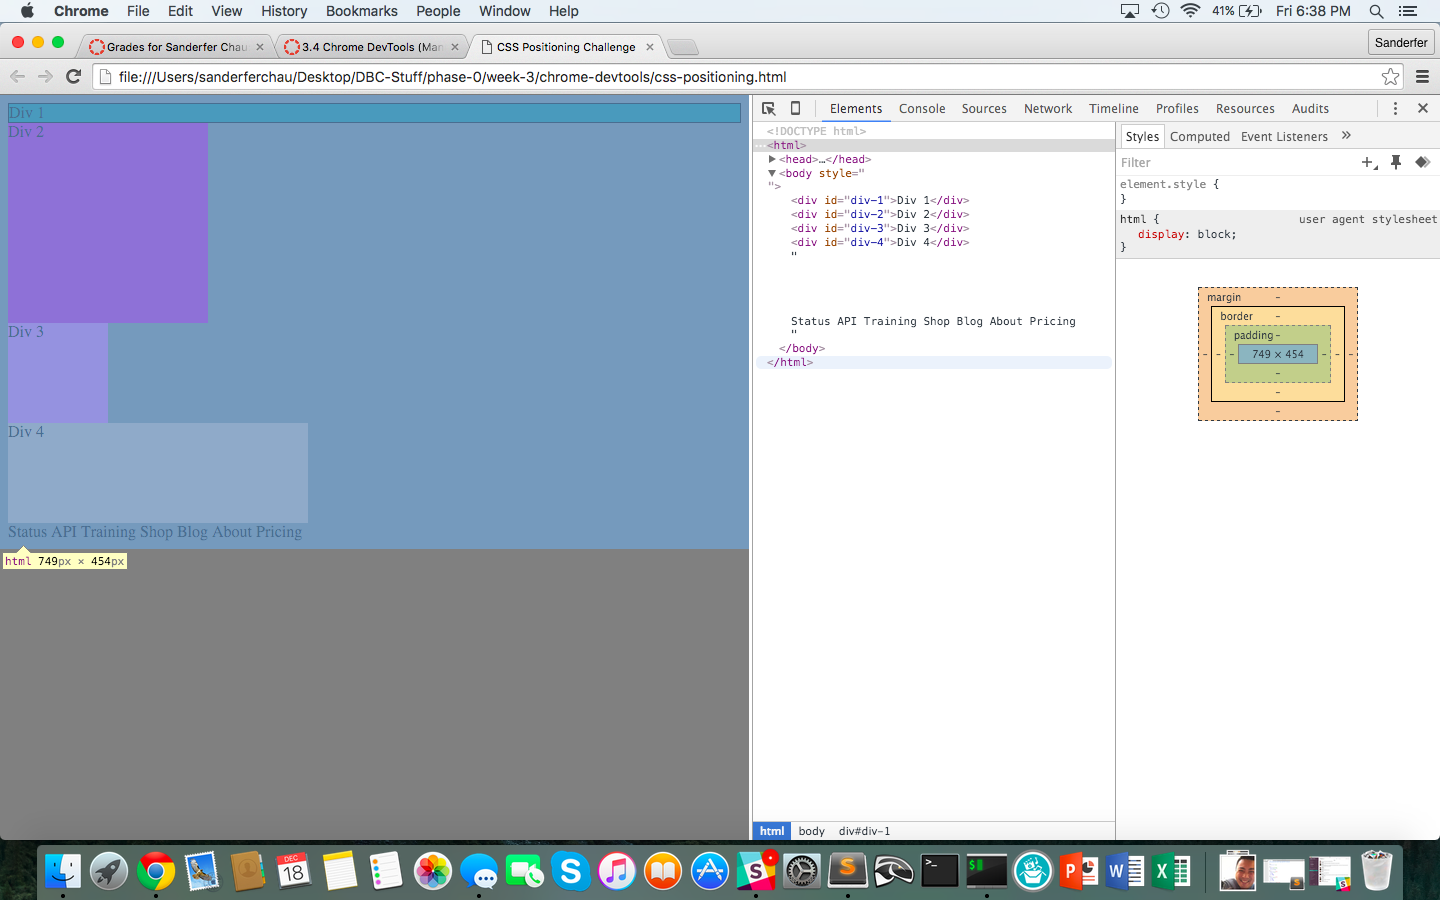 Chrome File Edit View History Bookmarks People Window Help 41% Fri 6:38 PM
Grades for Sanderfer Chau × 3.4 Chrome DevTools (Man × CSS Positioning Challenge × Sanderfer
file:///Users/sanderferchau/Desktop/DBC-Stuff/phase-0/week-3/chrome-devtools/css-positioning.html
Div 1
Div 2
Div 3
Div 4
Status API Training Shop Blog About Pricing
html 749px × 454px
Elements Console Sources Network Timeline Profiles Resources Audits
<!DOCTYPE html>
…<html>
<head>…</head>
<body style="
">
<div id="div-1">Div 1</div>
<div id="div-2">Div 2</div>
<div id="div-3">Div 3</div>
<div id="div-4">Div 4</div>
"
Status API Training Shop Blog About Pricing
"
</body>
</html>
html body div#div-1
Styles Computed Event Listeners »
Filter
element.style {
}
html { user agent stylesheet
display: block;
}
margin -
border -
padding -
- - - 749 × 454 - - -
-
-
-
DEC
18